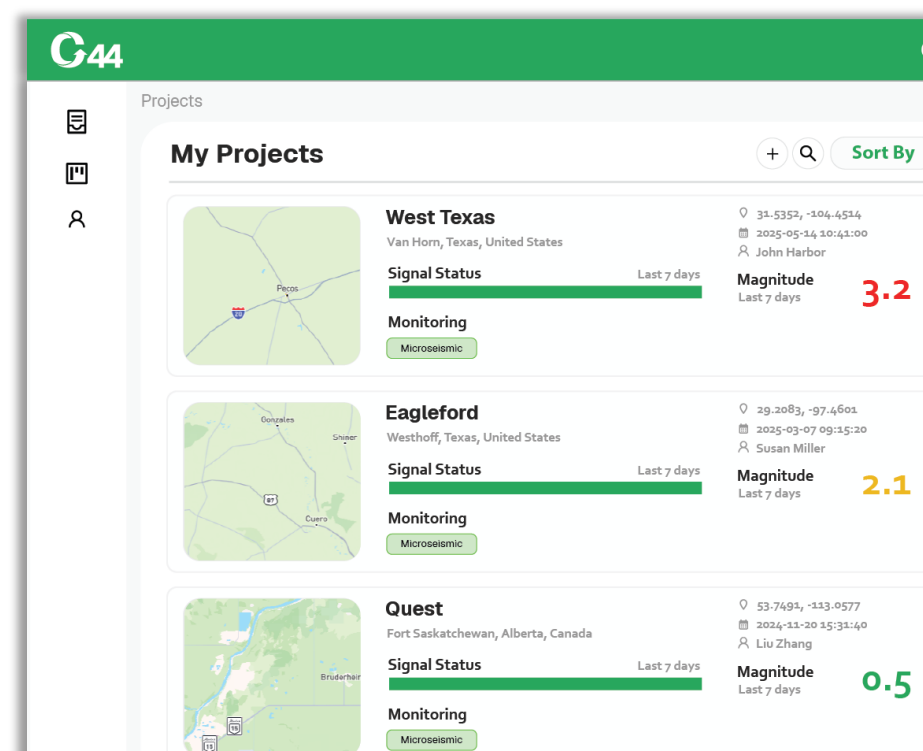 G44
Projects
My Projects
+
Sort By
Pecos
20
West Texas
Van Horn, Texas, United States
Signal Status
Last 7 days
Monitoring
Microseismic
31.5352, -104.4514
2025-05-14 10:41:00
John Harbor
Magnitude
Last 7 days
3.2
Gonzales
Shiner
87
Cuero
Eagleford
Westhoff, Texas, United States
Signal Status
Last 7 days
Monitoring
Microseismic
29.2083, -97.4601
2025-03-07 09:15:20
Susan Miller
Magnitude
Last 7 days
2.1
Bruderheim
15
15
Quest
Fort Saskatchewan, Alberta, Canada
Signal Status
Last 7 days
Monitoring
Microseismic
53.7491, -113.0577
2024-11-20 15:31:40
Liu Zhang
Magnitude
Last 7 days
0.5